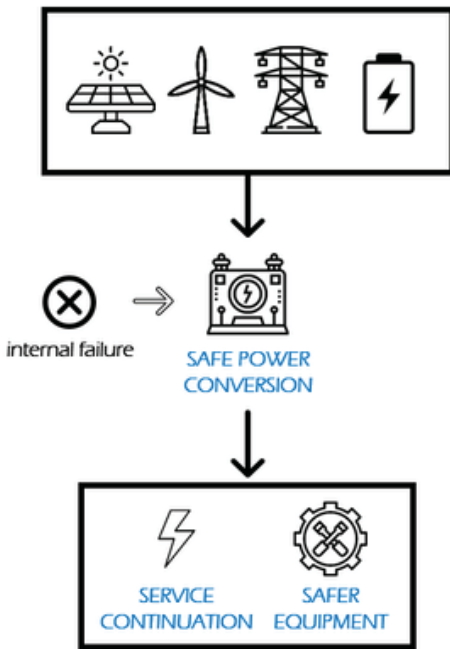 internal failure
SAFE POWER
CONVERSION
SERVICE
CONTINUATION
SAFER
EQUIPMENT